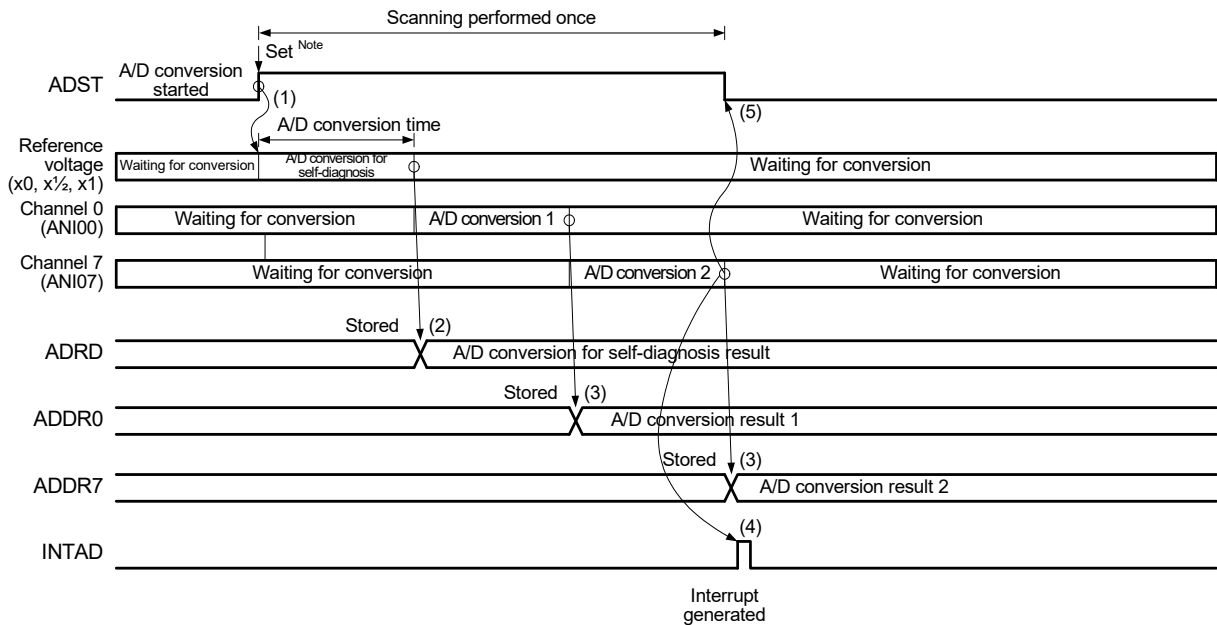 Scanning performed once
Set Note
ADST
A/D conversion
started
(1)
(5)
A/D conversion time
Reference
voltage
(x0, x½, x1)
Waiting for conversion
A/D conversion for
self-diagnosis
Waiting for conversion
Channel 0
(ANI00)
Waiting for conversion
A/D conversion 1
Waiting for conversion
Channel 7
(ANI07)
Waiting for conversion
A/D conversion 2
Waiting for conversion
Stored
(2)
ADRD
A/D conversion for self-diagnosis result
Stored
(3)
ADDR0
A/D conversion result 1
Stored
(3)
ADDR7
A/D conversion result 2
(4)
INTAD
Interrupt
generated